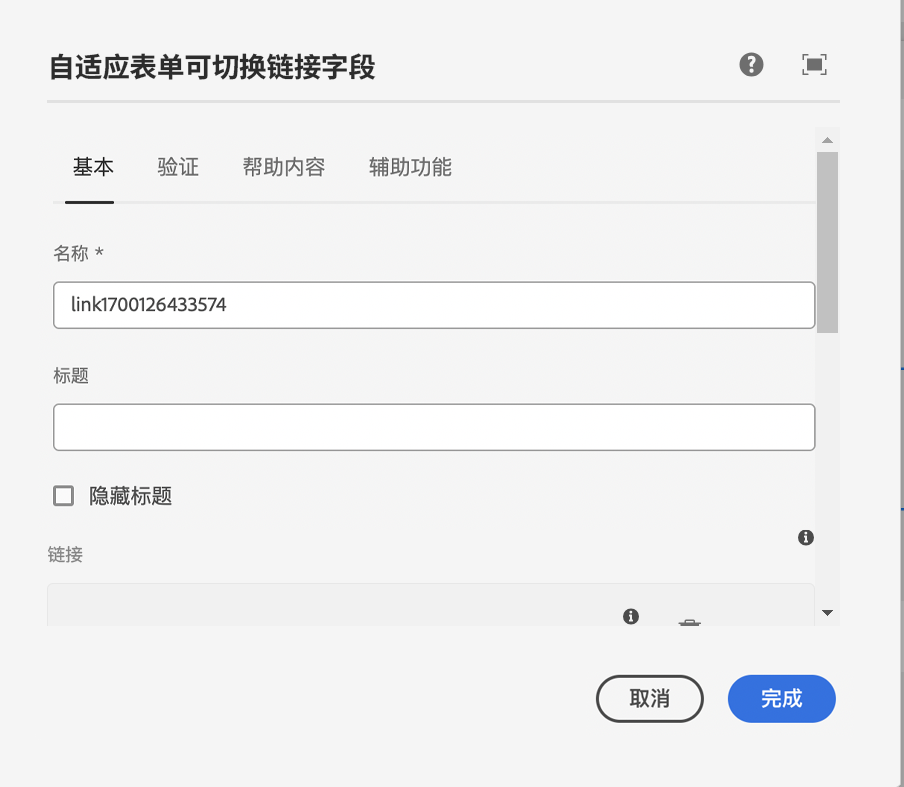 自适应表单可切换链接字段
基本 验证 帮助内容 辅助功能
名称 *
link1700126433574
标题
隐藏标题
链接
取消 完成